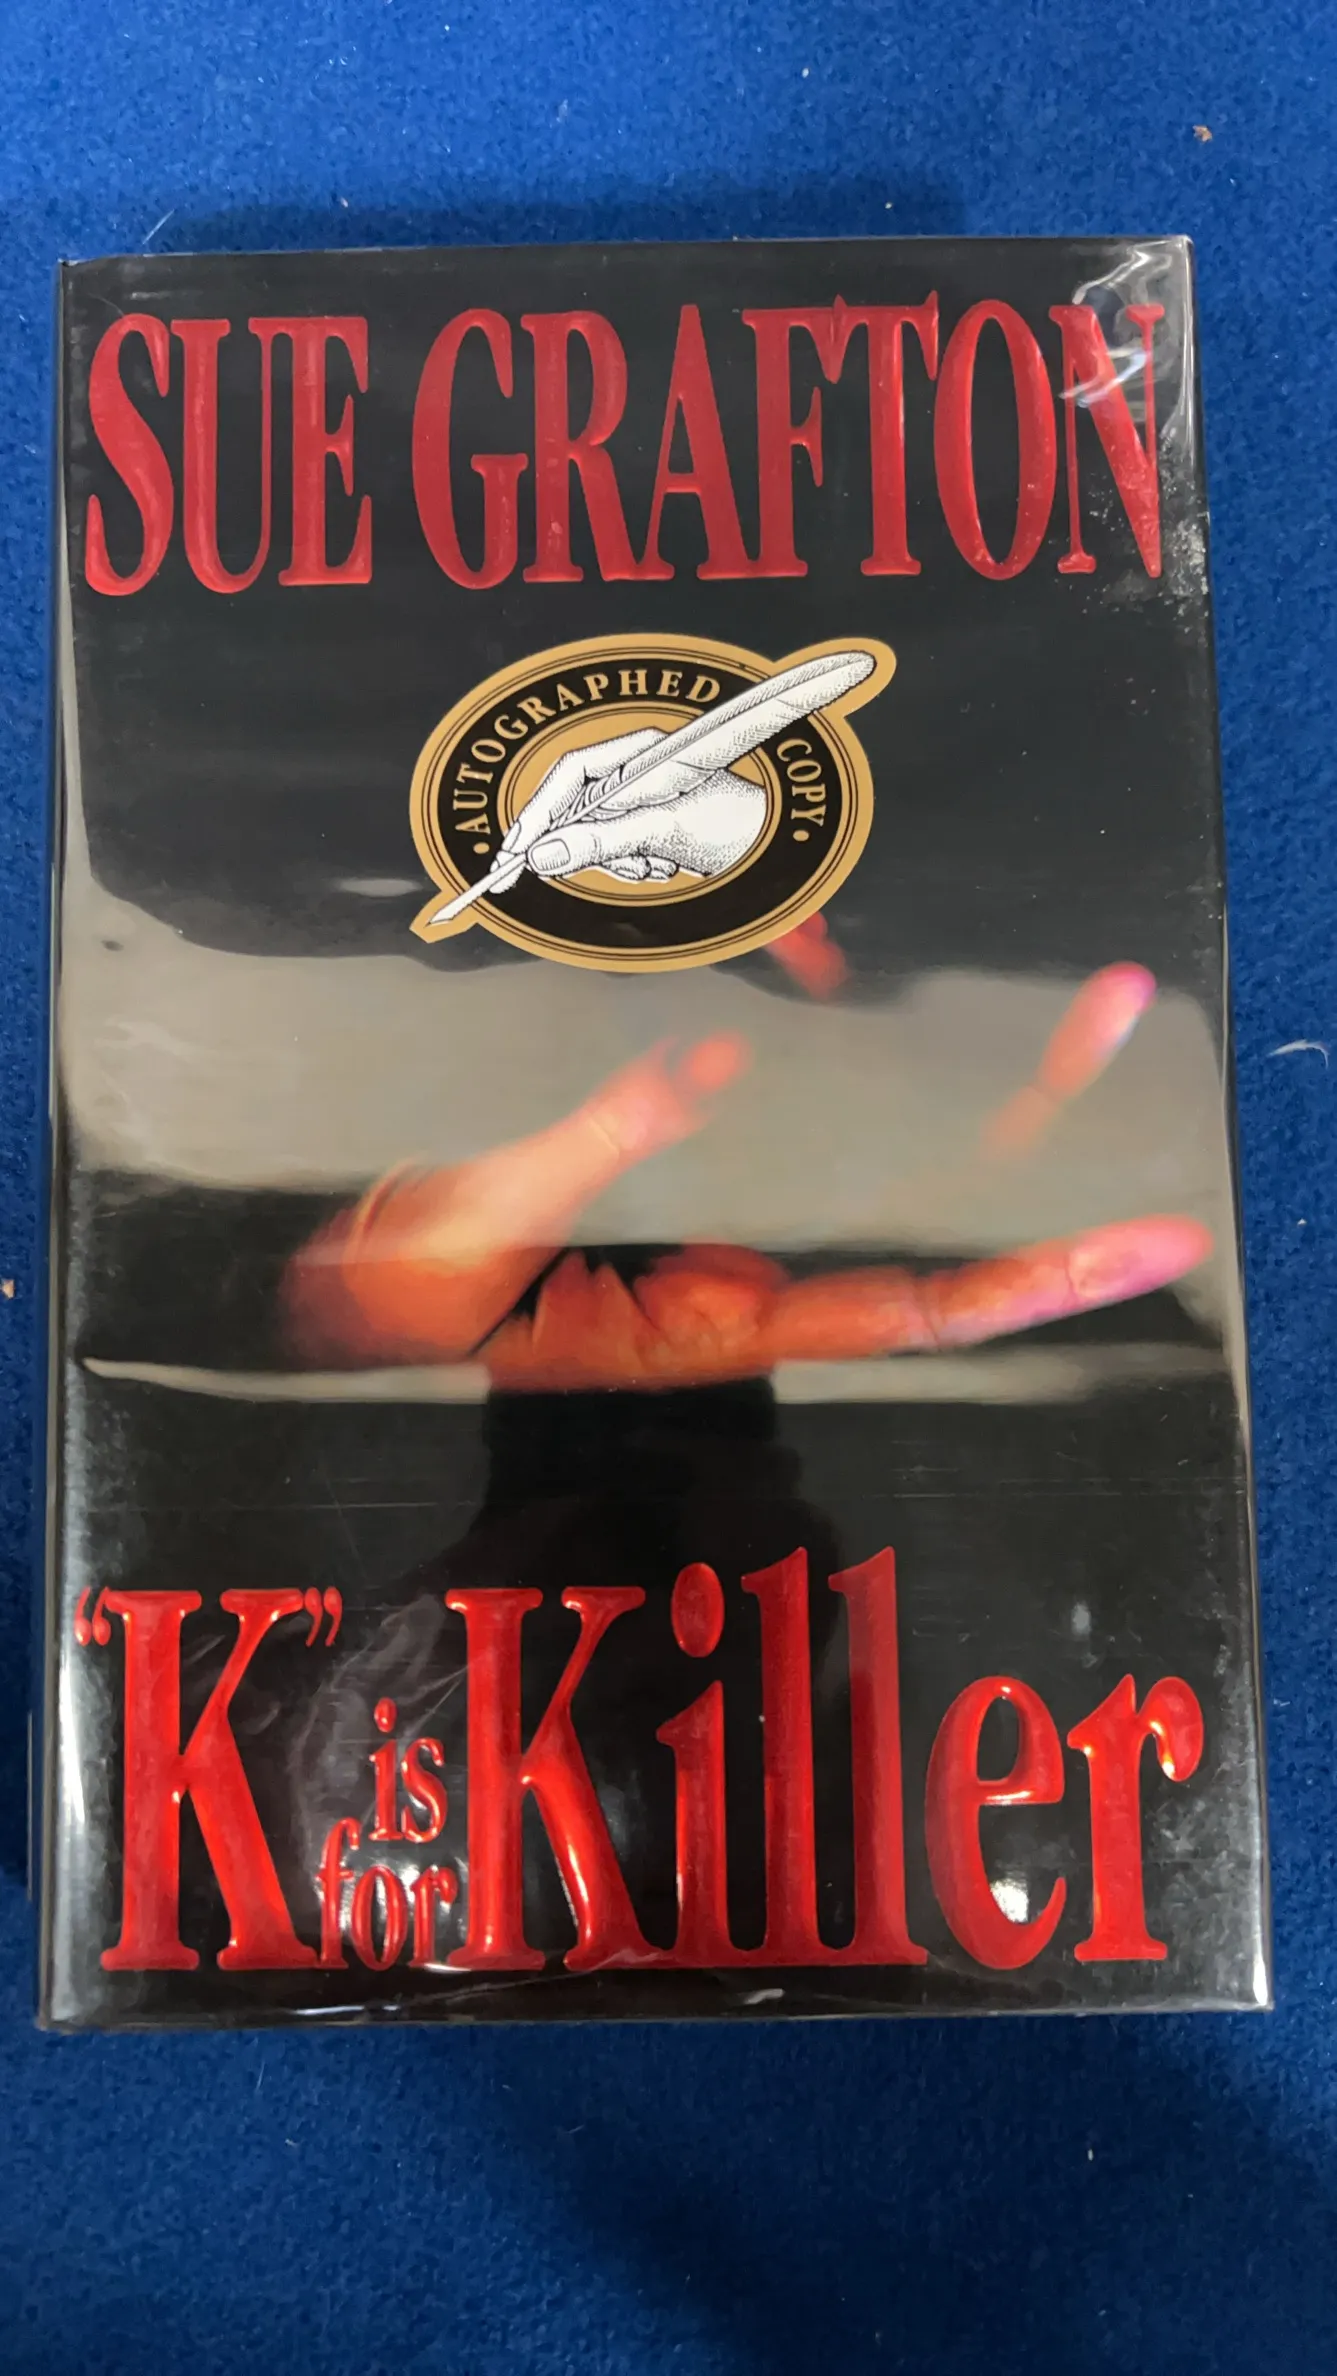 SUE GRAFTON
• AUTOGRAPHED COPY •
"K" is for Killer